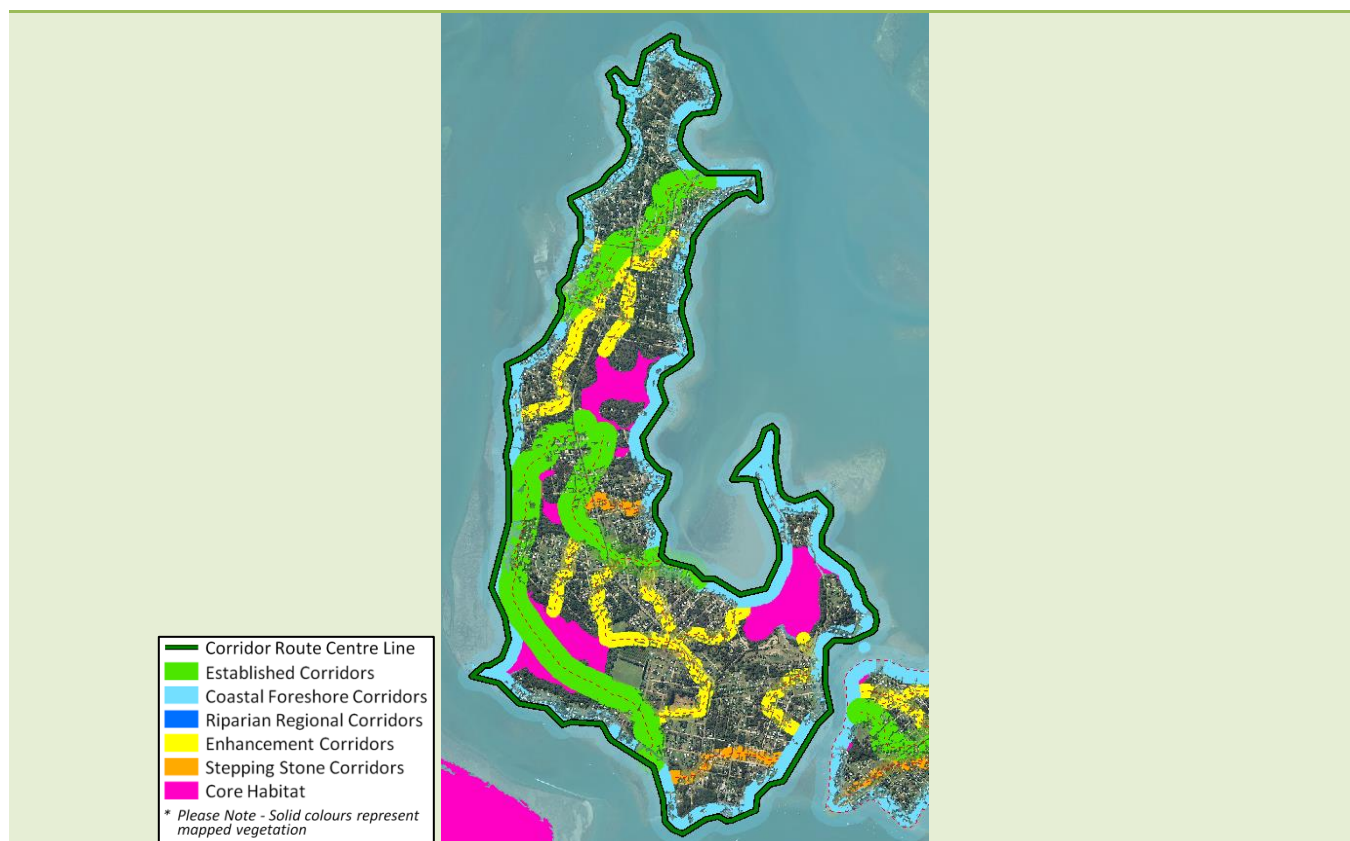 Corridor Route Centre Line
Established Corridors
Coastal Foreshore Corridors
Riparian Regional Corridors
Enhancement Corridors
Stepping Stone Corridors
Core Habitat
* Please Note - Solid colours represent
mapped vegetation